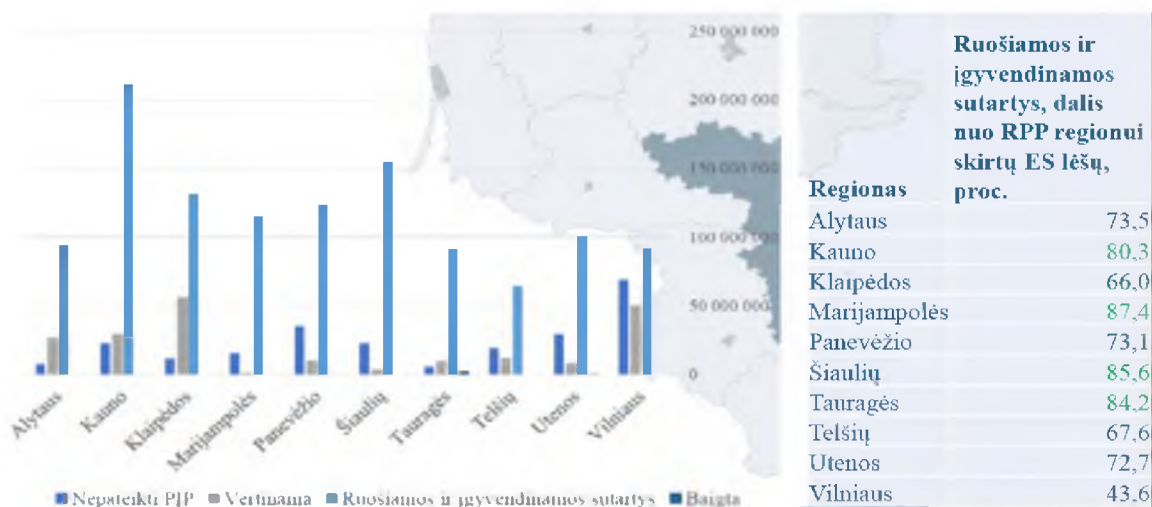 250 000 000
200 000 000
150 000 000
100 000 000
50 000 000
0
Alytaus
Kauno
Klaipėdos
Marijampolės
Panevėžio
Šiaulių
Tauragės
Telšių
Utenos
Vilniaus
Nepateikti PĮP
Vertinama
Ruošiamos ir įgyvendinamos sutartys
Baigta
Ruošiamos ir
įgyvendinamos
sutartys, dalis
nuo RPP regionui
skirtų ES lėšų,
Regionas proc.
Alytaus 73,5
Kauno 80,3
Klaipėdos 66,0
Marijampolės 87,4
Panevėžio 73,1
Šiaulių 85,6
Tauragės 84,2
Telšių 67,6
Utenos 72,7
Vilniaus 43,6